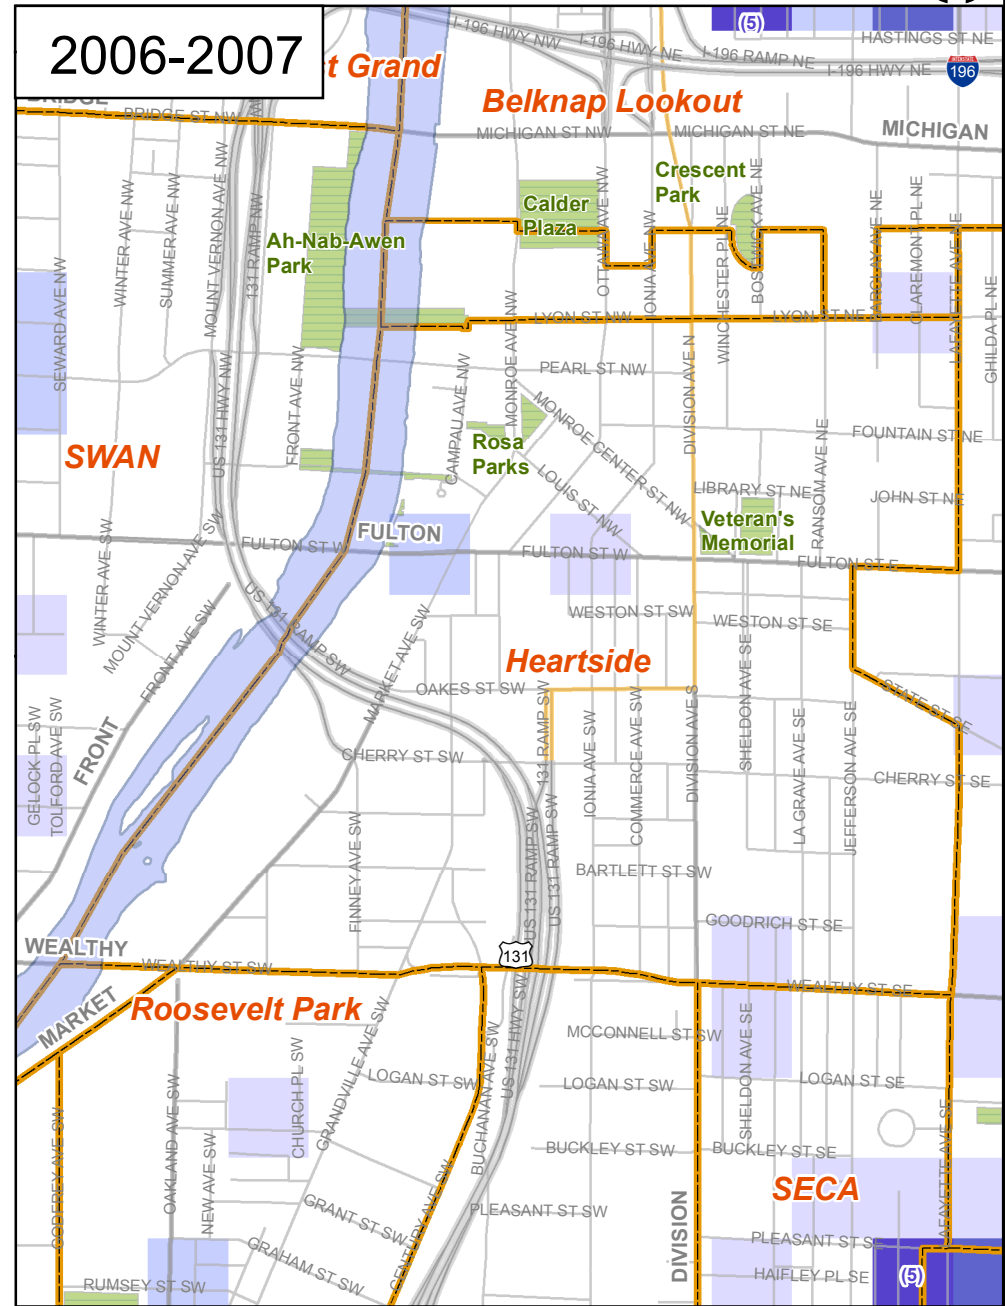 2006-2007
t Grand
(5)
I-196 HWY NW
I-196 HWY NE
I-196 RAMP NE
I-196 HWY NE
HASTINGS ST NE
INTERSTATE
196
BRIDGE
BRIDGE ST NW
Belknap Lookout
MICHIGAN ST NW
MICHIGAN ST NE
MICHIGAN
Crescent
Park
Calder
Plaza
Ah-Nab-Awen
Park
SEWARD AVE NW
WINTER AVE NW
SUMMER AVE NW
MOUNT VERNON AVE NW
131 RAMP NW
OTTAWA AVE NW
IONIA AVE NW
WINCHESTER PL NE
BOSTWICK AVE NE
BARCLAY AVE NE
CLAREMONT PL NE
LAFAYETTE AVE NE
GHILDA PL NE
LYON ST NW
LYON ST NE
US 131 HWY NW
FRONT AVE NW
CAMPAU AVE NW
MONROE AVE NW
PEARL ST NW
DIVISION AVE N
MONROE CENTER ST NW
LOUIS ST NW
RANSOM AVE NE
FOUNTAIN ST NE
SWAN
Rosa
Parks
LIBRARY ST NE
JOHN ST NE
Veteran's
Memorial
FULTON
FULTON ST W
FULTON ST W
FULTON ST E
WINTER AVE SW
MOUNT VERNON AVE SW
FRONT AVE SW
US 131 RAMP SW
MARKET AVE SW
WESTON ST SW
WESTON ST SE
SHELDON AVE SE
Heartside
OAKES ST SW
STATE ST SE
GELOCK PL SW
TOLFORD AVE SW
FRONT
CHERRY ST SW
131 RAMP SW
IONIA AVE SW
COMMERCE AVE SW
DIVISION AVE S
LA GRAVE AVE SE
JEFFERSON AVE SE
CHERRY ST SE
FINNEY AVE SW
US 131 RAMP SW
US 131 RAMP SW
BARTLETT ST SW
GOODRICH ST SE
WEALTHY
WEALTHY ST SW
131
WEALTHY ST SE
MARKET
Roosevelt Park
MCCONNELL ST SW
SHELDON AVE SE
GODFREY AVE SW
OAKLAND AVE SW
NEW AVE SW
CHURCH PL SW
GRANDVILLE AVE SW
LOGAN ST SW
BUCHANAN AVE SW
US 131 HWY SW
LOGAN ST SW
LOGAN ST SE
BUCKLEY ST SW
BUCKLEY ST SE
LAFAYETTE AVE SE
SECA
GRANT ST SW
GRAHAM ST SW
CENTURY AVE SW
PLEASANT ST SW
DIVISION
PLEASANT ST SE
HAIFLEY PL SE
(5)
RUMSEY ST SW